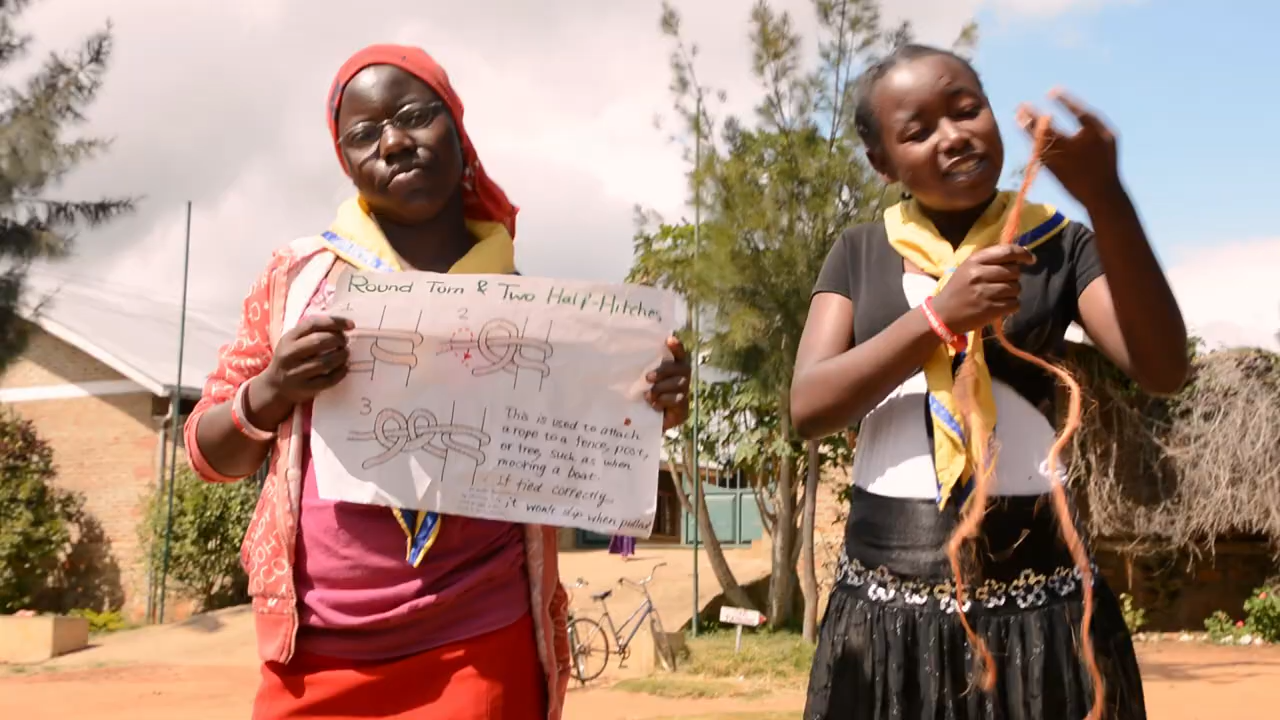 Round Turn & Two Half-Hitches
1
2
3
This is used to attach
a rope to a fence, post,
or tree, such as when
mooring a boat.
If tied correctly,
it won't slip when pulled